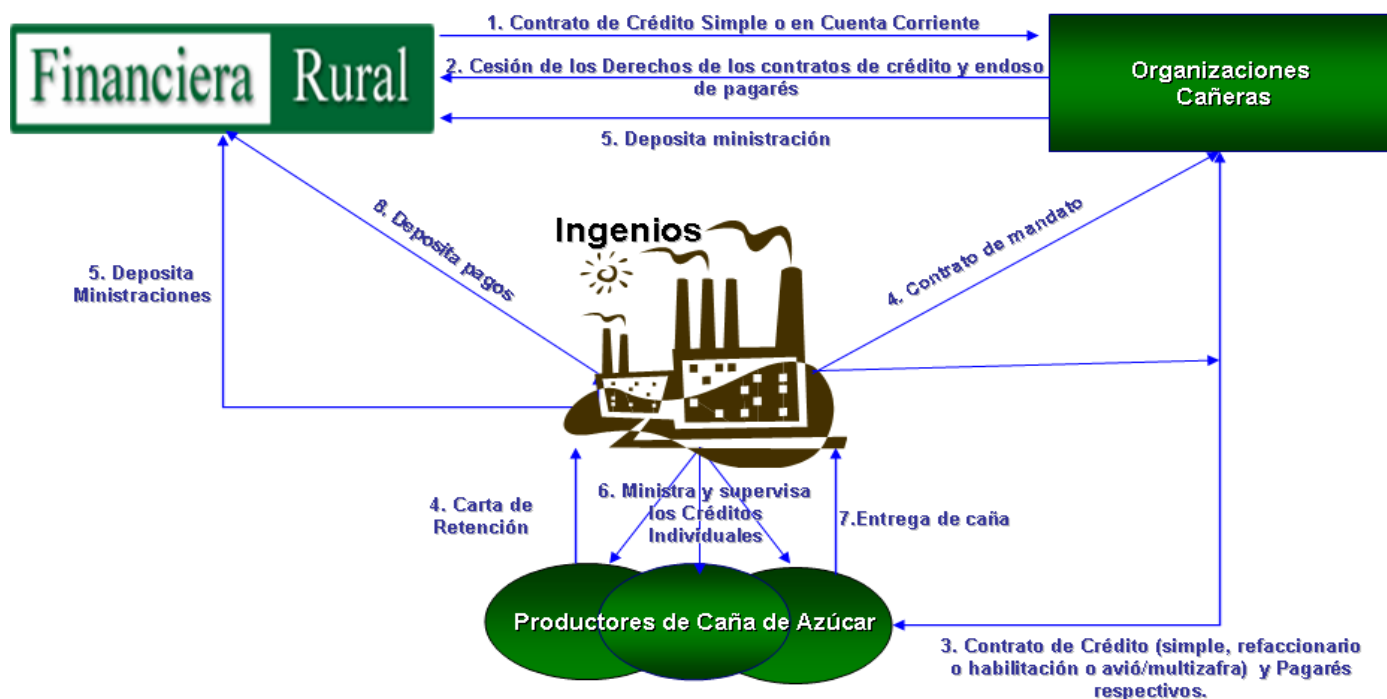 1. Contrato de Crédito Simple o en Cuenta Corriente
Financiera Rural
2. Cesión de los Derechos de los contratos de crédito y endoso
de pagarés
Organizaciones
Cañeras
5. Deposita ministración
8. Deposita pagos
Ingenios
4. Contrato de mandato
5. Deposita
Ministraciones
4. Carta de
Retención
6. Ministra y supervisa
los Créditos
Individuales
7.Entrega de caña
Productores de Caña de Azúcar
3. Contrato de Crédito (simple, refaccionario
o habilitación o avió/multizafra) y Pagarés
respectivos.